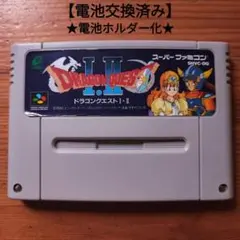 【電池交換済み】
★電池ホルダー化★
スーパーファミコン
SHVC-DQ
DRAGON QUEST
I・II
ドラゴンクエストI・II